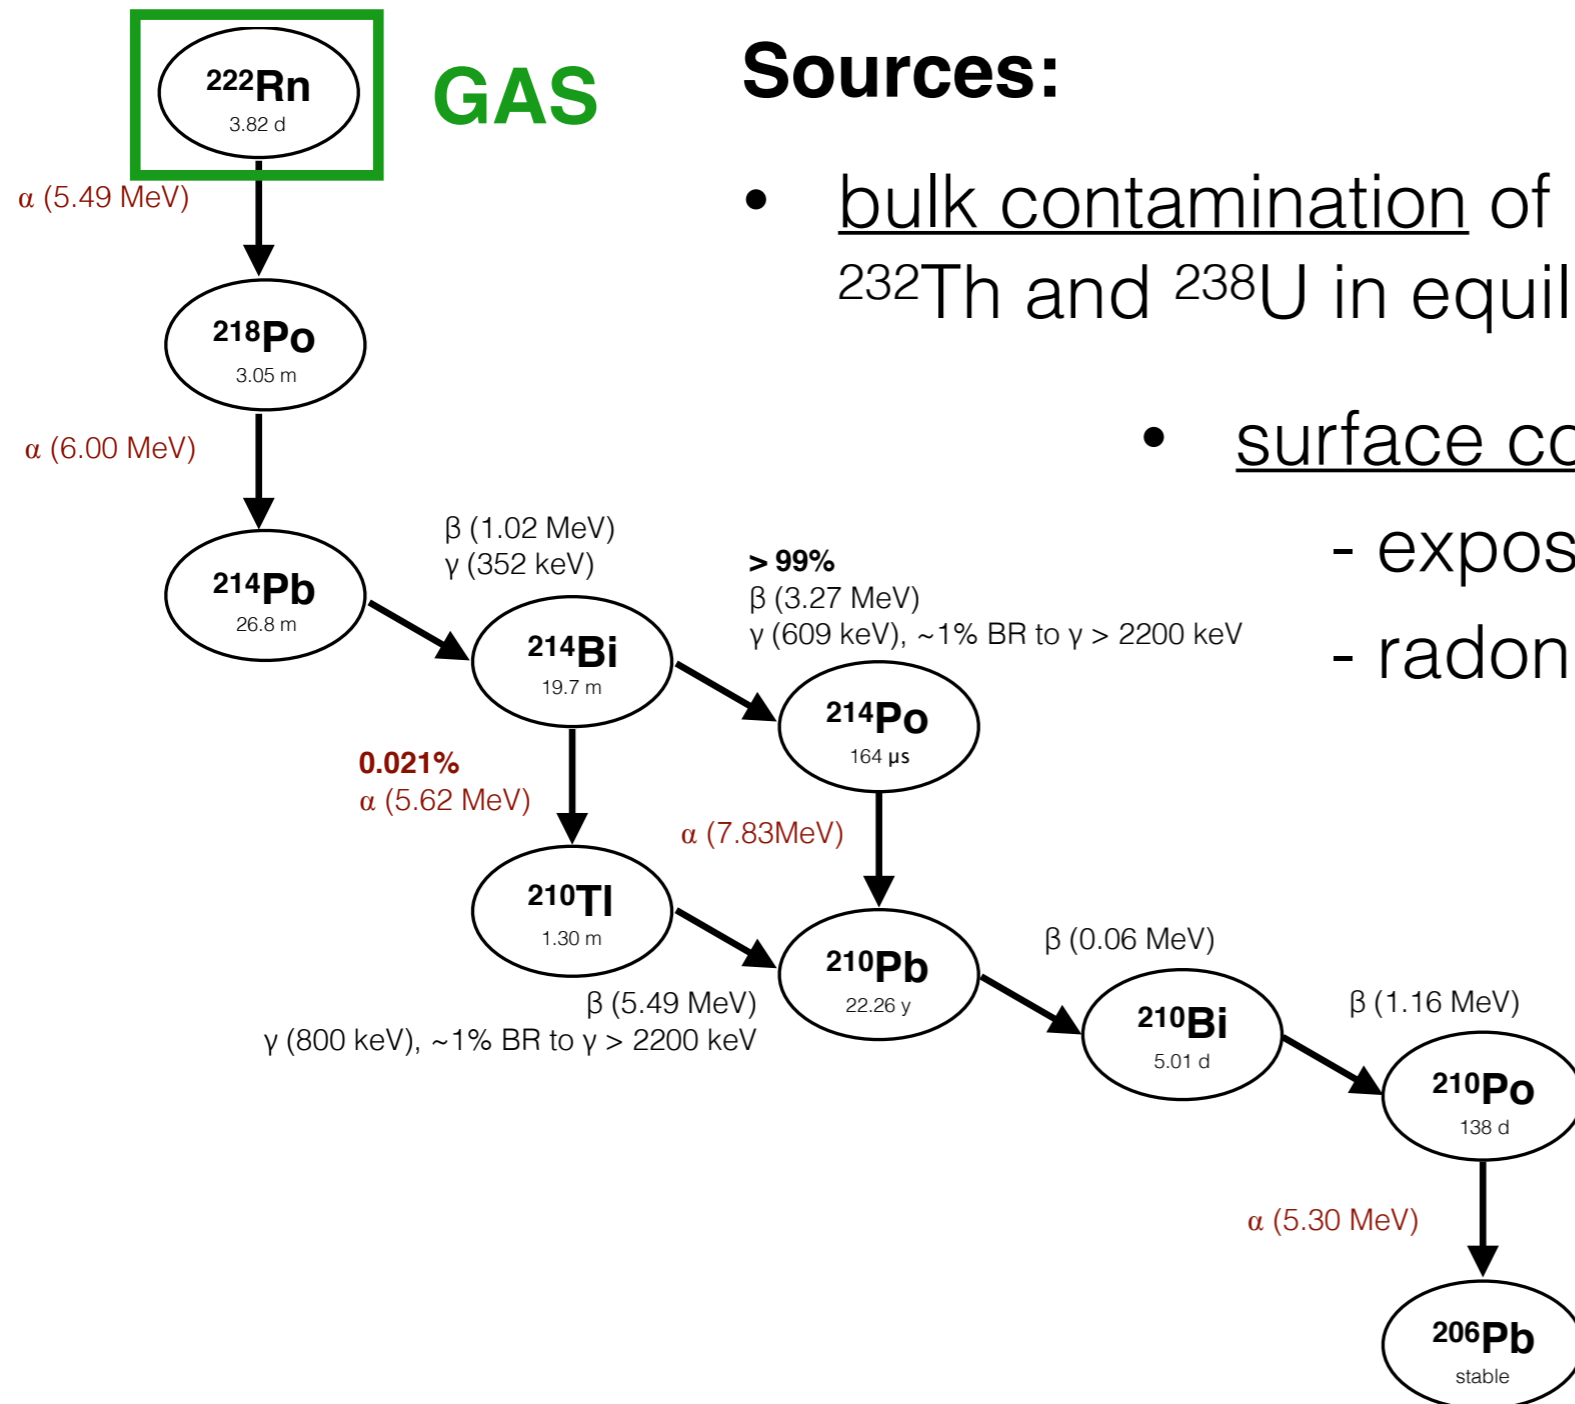 222Rn
3.82 d
GAS
Sources:
α (5.49 MeV)
• bulk contamination of
232Th and 238U in equil
218Po
3.05 m
• surface co
α (6.00 MeV)
- expos
- radon
β (1.02 MeV)
γ (352 keV)
214Pb
26.8 m
> 99%
β (3.27 MeV)
γ (609 keV), ~1% BR to γ > 2200 keV
214Bi
19.7 m
214Po
164 µs
0.021%
α (5.62 MeV)
α (7.83MeV)
210Tl
1.30 m
β (5.49 MeV)
γ (800 keV), ~1% BR to γ > 2200 keV
210Pb
22.26 y
β (0.06 MeV)
210Bi
5.01 d
β (1.16 MeV)
210Po
138 d
α (5.30 MeV)
206Pb
stable